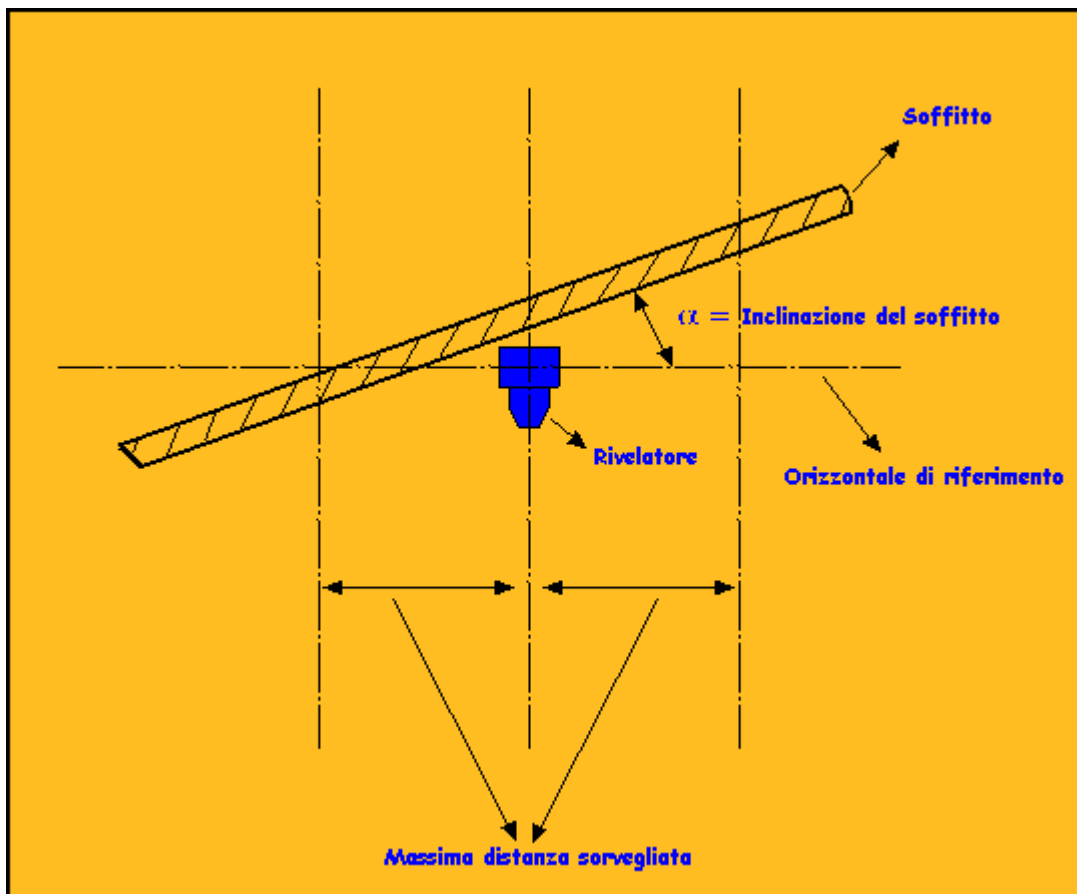 Soffitto
α = Inclinazione del soffitto
Rivelatore
Orizzontale di riferimento
Massima distanza sorvegliata